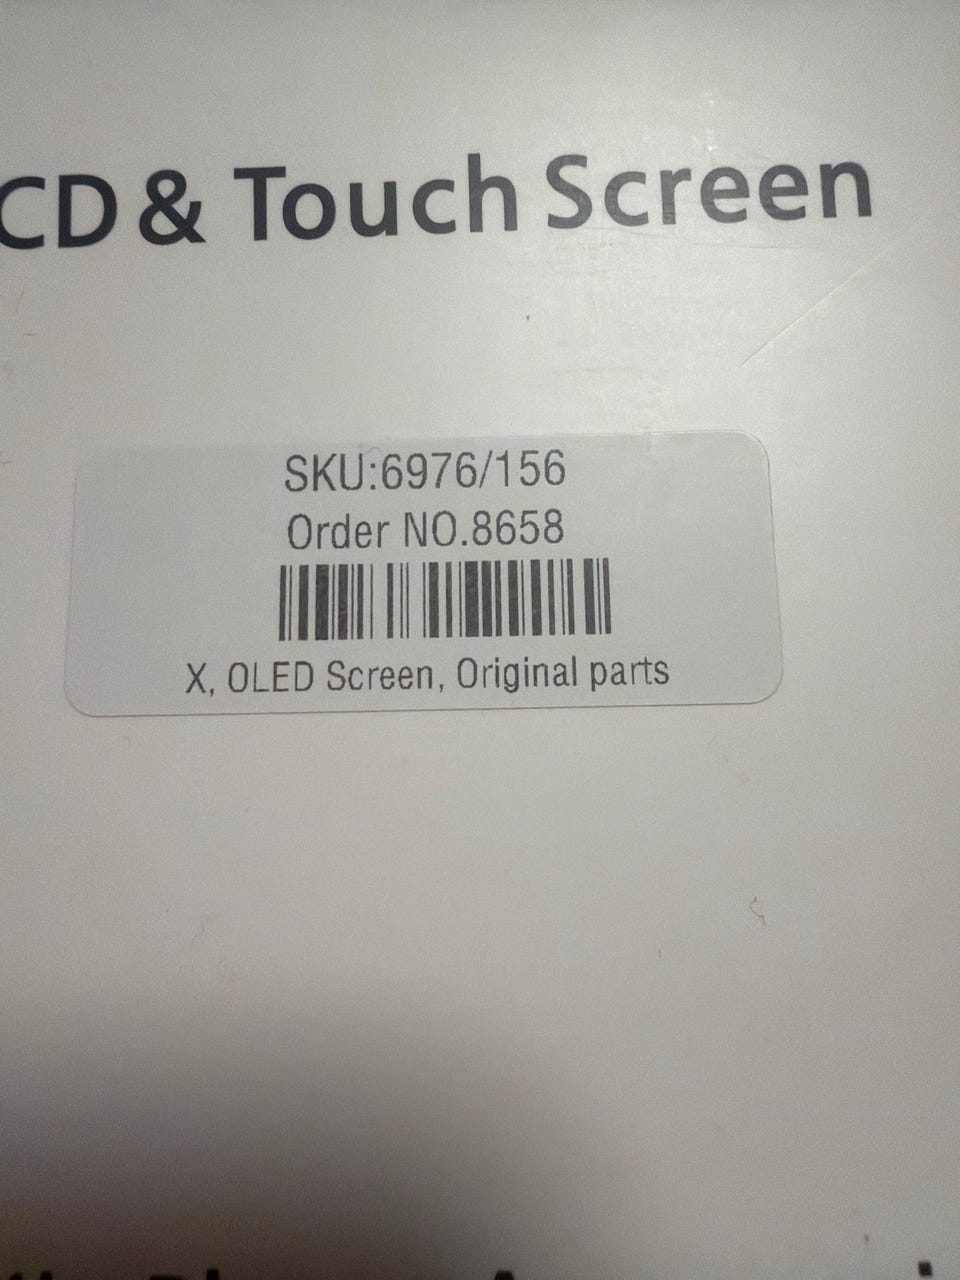 CD & Touch Screen
SKU:6976/156
Order NO.8658
X, OLED Screen, Original parts